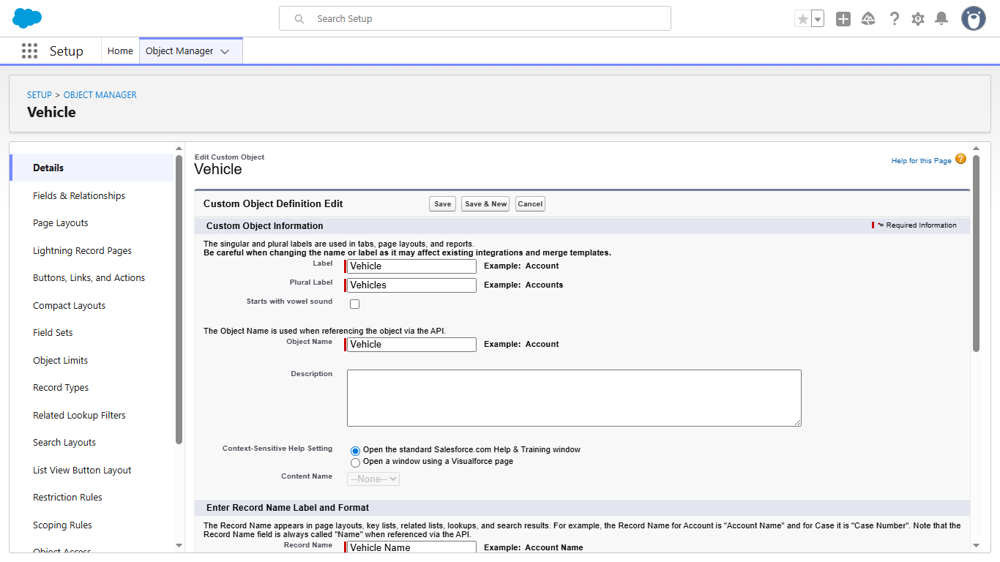 Search Setup
Setup
Home
Object Manager
SETUP > OBJECT MANAGER
Vehicle
Details
Fields & Relationships
Page Layouts
Lightning Record Pages
Buttons, Links, and Actions
Compact Layouts
Field Sets
Object Limits
Record Types
Related Lookup Filters
Search Layouts
List View Button Layout
Restriction Rules
Scoping Rules
Object Access
Edit Custom Object
Vehicle
Help for this Page
Custom Object Definition Edit
Save
Save & New
Cancel
Custom Object Information
= Required Information
The singular and plural labels are used in tabs, page layouts, and reports.
Be careful when changing the name or label as it may affect existing integrations and merge templates.
Label Vehicle Example: Account
Plural Label Vehicles Example: Accounts
Starts with vowel sound
The Object Name is used when referencing the object via the API.
Object Name Vehicle Example: Account
Description
Context-Sensitive Help Setting Open the standard Salesforce.com Help & Training window
Open a window using a Visualforce page
Content Name --None--
Enter Record Name Label and Format
The Record Name appears in page layouts, key lists, related lists, lookups, and search results. For example, the Record Name for Account is "Account Name" and for Case it is "Case Number". Note that the
Record Name field is always called "Name" when referenced via the API.
Record Name Vehicle Name Example: Account Name